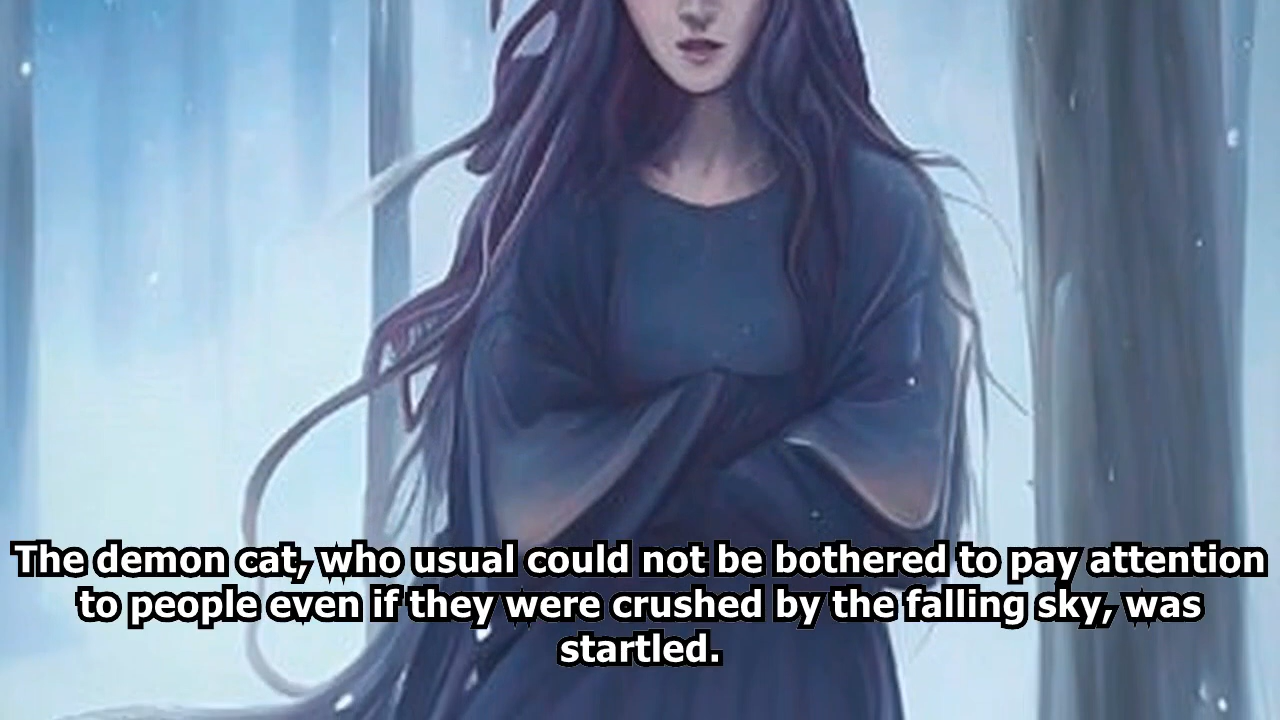 The demon cat, who usual could not be bothered to pay attention
to people even if they were crushed by the falling sky, was
startled.